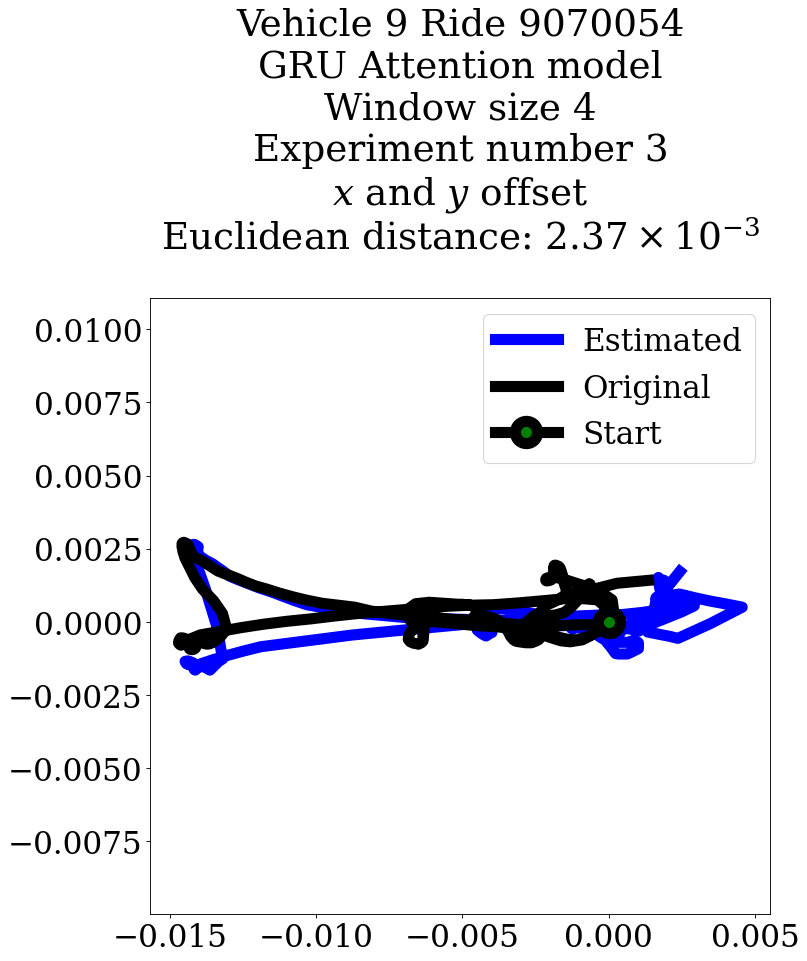 Vehicle 9 Ride 9070054
GRU Attention model
Window size 4
Experiment number 3
x and y offset
Euclidean distance: 2.37 × 10⁻³
Estimated
Original
Start
0.0100
0.0075
0.0050
0.0025
0.0000
−0.0025
−0.0050
−0.0075
−0.015 −0.010 −0.005 0.000 0.005